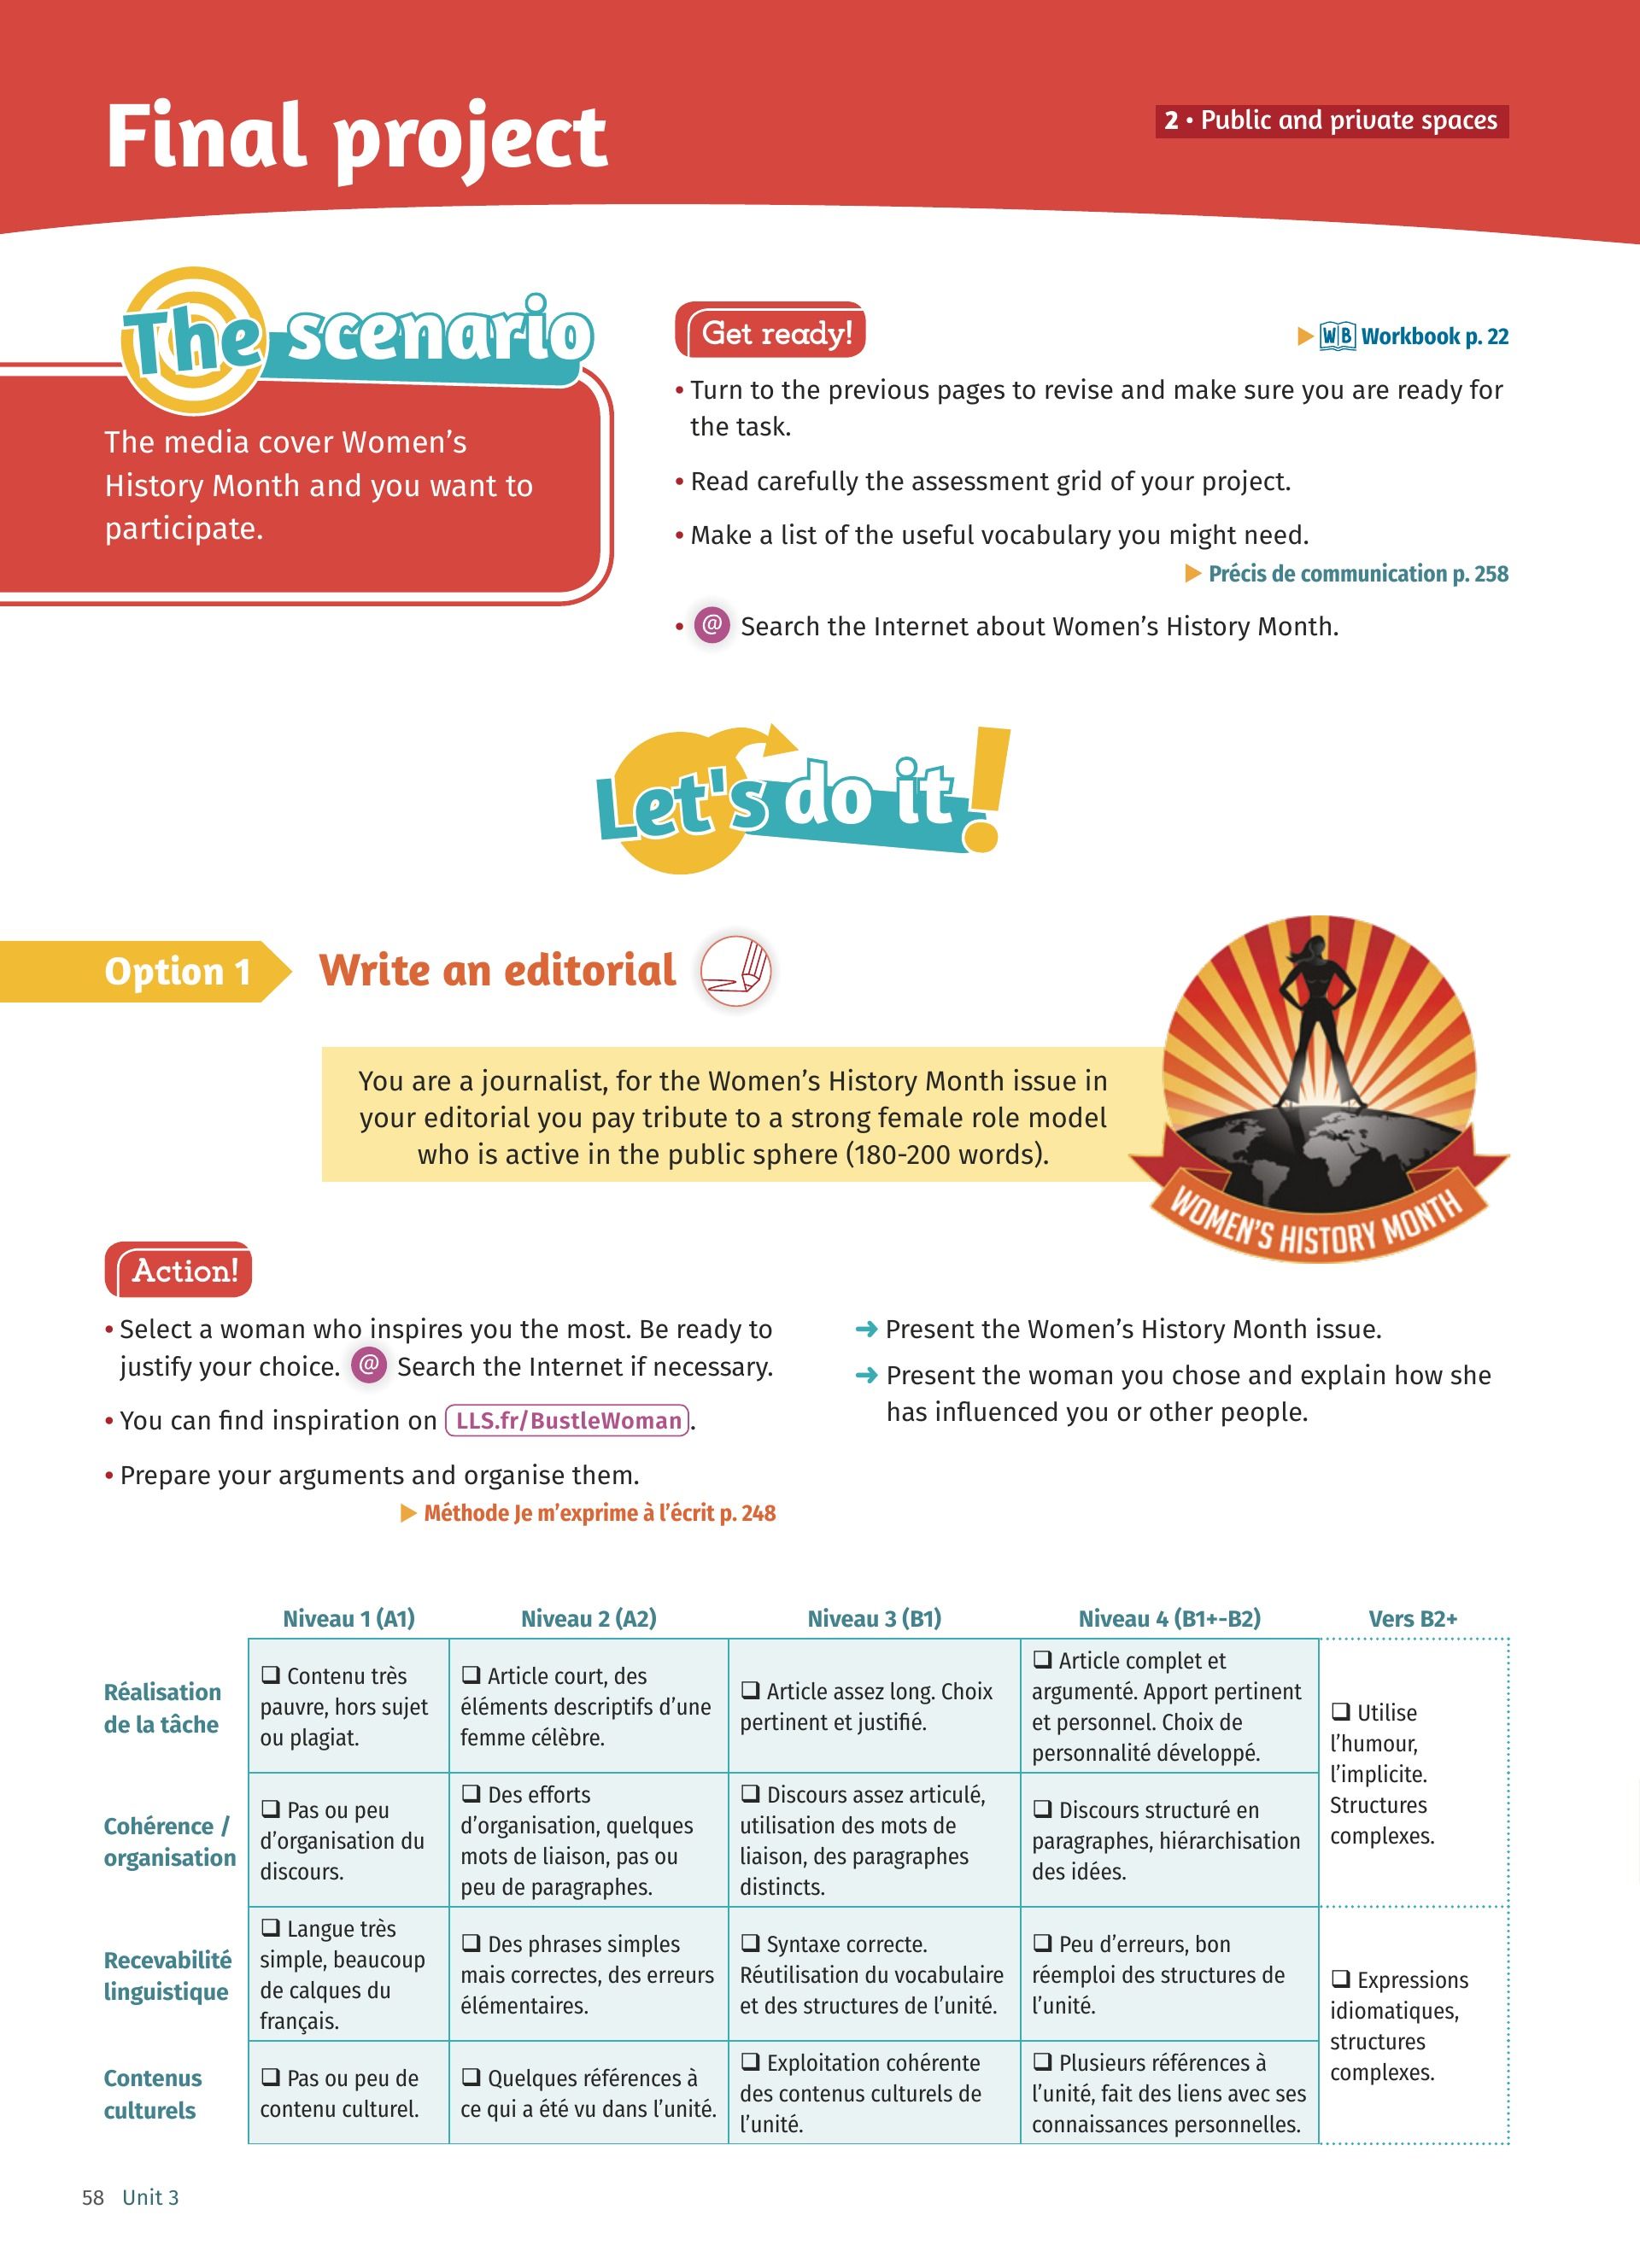 Final project
2 • Public and private spaces
The scenario
The media cover Women's
History Month and you want to
participate.
Get ready!
WB Workbook p. 22
• Turn to the previous pages to revise and make sure you are ready for
the task.
• Read carefully the assessment grid of your project.
• Make a list of the useful vocabulary you might need.
Précis de communication p. 258
• @ Search the Internet about Women's History Month.
Let's do it!
Option 1
Write an editorial
You are a journalist, for the Women's History Month issue in
your editorial you pay tribute to a strong female role model
who is active in the public sphere (180-200 words).
WOMEN'S HISTORY MONTH
Action!
• Select a woman who inspires you the most. Be ready to
justify your choice. @ Search the Internet if necessary.
• You can find inspiration on LLS.fr/BustleWoman.
• Prepare your arguments and organise them.
Méthode Je m'exprime à l'écrit p. 248
➜ Present the Women's History Month issue.
➜ Present the woman you chose and explain how she
has influenced you or other people.
Niveau 1 (A1)
Niveau 2 (A2)
Niveau 3 (B1)
Niveau 4 (B1+-B2)
Vers B2+
Réalisation
de la tâche
❏ Contenu très
pauvre, hors sujet
ou plagiat.
❏ Article court, des
éléments descriptifs d'une
femme célèbre.
❏ Article assez long. Choix
pertinent et justifié.
❏ Article complet et
argumenté. Apport pertinent
et personnel. Choix de
personnalité développé.
❏ Utilise
l'humour,
l'implicite.
Structures
complexes.
Cohérence /
organisation
❏ Pas ou peu
d'organisation du
discours.
❏ Des efforts
d'organisation, quelques
mots de liaison, pas ou
peu de paragraphes.
❏ Discours assez articulé,
utilisation des mots de
liaison, des paragraphes
distincts.
❏ Discours structuré en
paragraphes, hiérarchisation
des idées.
Recevabilité
linguistique
❏ Langue très
simple, beaucoup
de calques du
français.
❏ Des phrases simples
mais correctes, des erreurs
élémentaires.
❏ Syntaxe correcte.
Réutilisation du vocabulaire
et des structures de l'unité.
❏ Peu d'erreurs, bon
réemploi des structures de
l'unité.
❏ Expressions
idiomatiques,
structures
complexes.
Contenus
culturels
❏ Pas ou peu de
contenu culturel.
❏ Quelques références à
ce qui a été vu dans l'unité.
❏ Exploitation cohérente
des contenus culturels de
l'unité.
❏ Plusieurs références à
l'unité, fait des liens avec ses
connaissances personnelles.
58 Unit 3